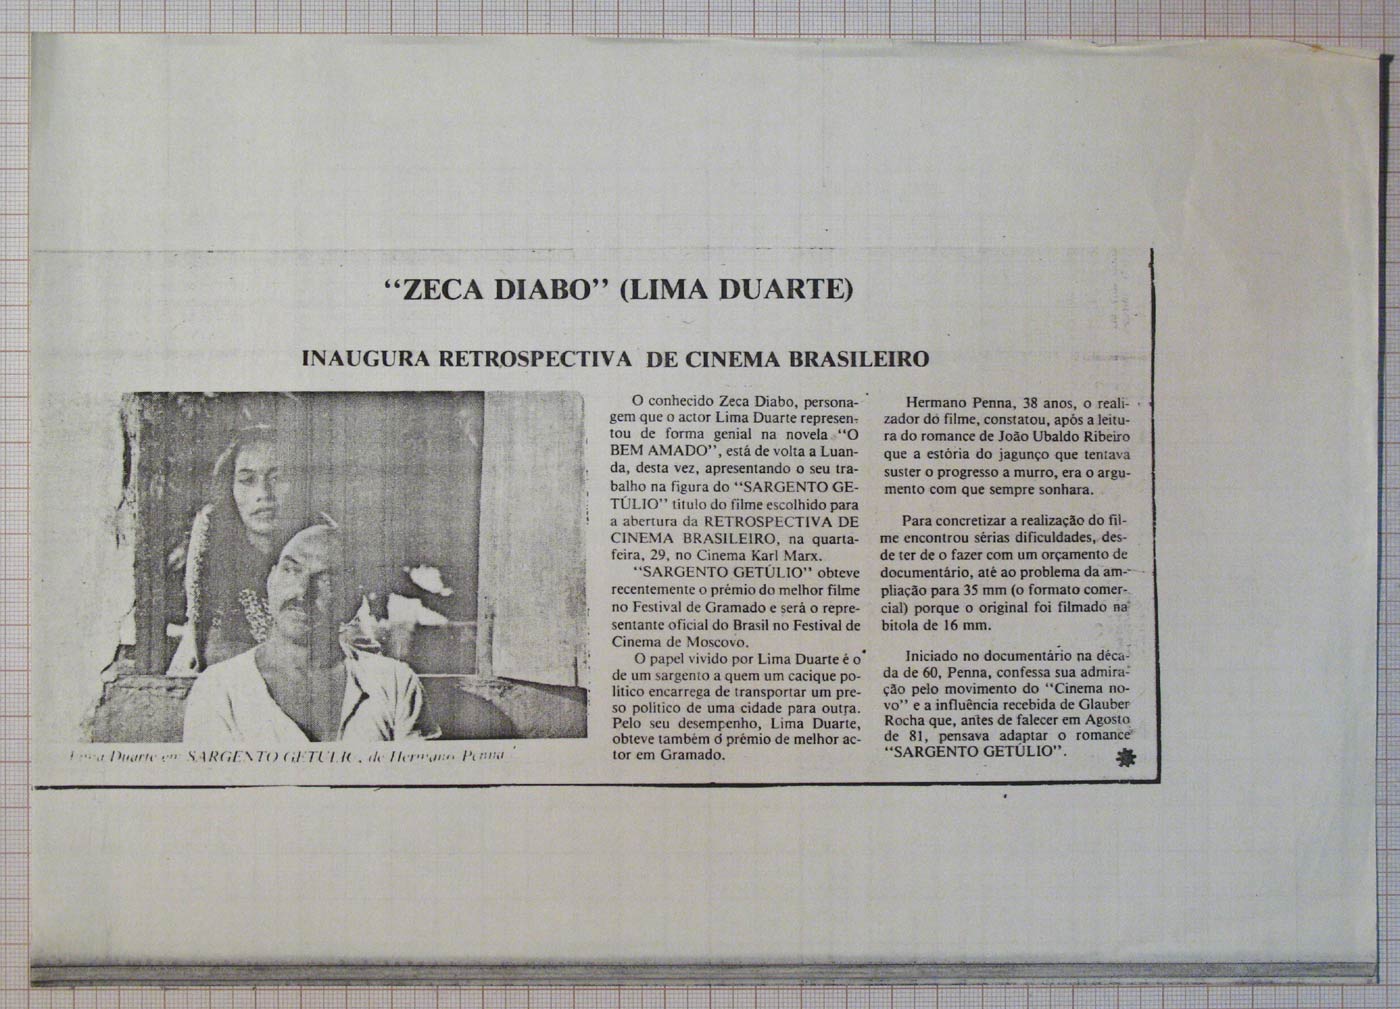 “ZECA DIABO” (LIMA DUARTE)
INAUGURA RETROSPECTIVA DE CINEMA BRASILEIRO
O conhecido Zeca Diabo, persona-
gem que o actor Lima Duarte represen-
tou de forma genial na novela “O
BEM AMADO”, está de volta a Luan-
da, desta vez, apresentando o seu tra-
balho na figura do “SARGENTO GE-
TÚLIO” título do filme escolhido para
a abertura da RETROSPECTIVA DE
CINEMA BRASILEIRO, na quarta-
feira, 29, no Cinema Karl Marx.
“SARGENTO GETÚLIO” obteve
recentemente o prémio do melhor filme
no Festival de Gramado e será o repre-
sentante oficial do Brasil no Festival de
Cinema de Moscovo.
O papel vivido por Lima Duarte é o
de um sargento a quem um cacique po-
lítico encarrega de transportar um pre-
so político de uma cidade para outra.
Pelo seu desempenho, Lima Duarte,
obteve também o prémio de melhor ac-
tor em Gramado.
Hermano Penna, 38 anos, o reali-
zador do filme, constatou, após a leitu-
ra do romance de João Ubaldo Ribeiro
que a estória do jagunço que tentava
suster o progresso a murro, era o argu-
mento com que sempre sonhara.
Para concretizar a realização do fil-
me encontrou sérias dificuldades, des-
de ter de o fazer com um orçamento de
documentário, até ao problema da am-
pliação para 35 mm (o formato comer-
cial) porque o original foi filmado na
bitola de 16 mm.
Iniciado no documentário na déca-
da de 60, Penna, confessa sua admira-
ção pelo movimento do “Cinema no-
vo” e a influência recebida de Glauber
Rocha que, antes de falecer em Agosto
de 81, pensava adaptar o romance
“SARGENTO GETÚLIO”.
Lima Duarte em SARGENTO GETÚLIO, de Hermano Penna